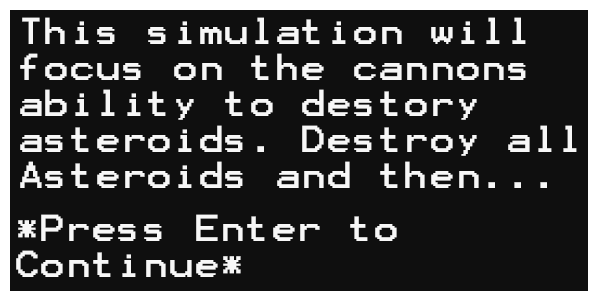 This simulation will
focus on the cannons
ability to destory
asteroids. Destroy all
Asteroids and then...
*Press Enter to
Continue*